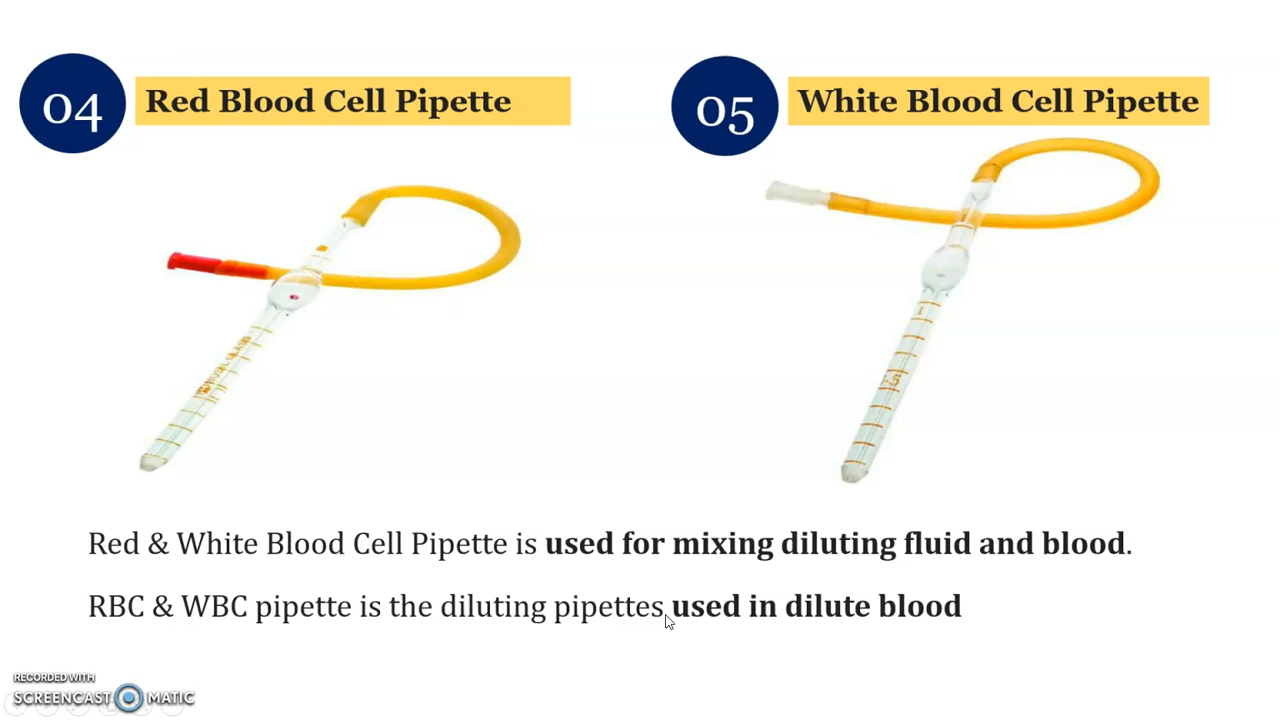 04
Red Blood Cell Pipette
05
White Blood Cell Pipette
Red & White Blood Cell Pipette is used for mixing diluting fluid and blood.
RBC & WBC pipette is the diluting pipettes used in dilute blood
RECORDED WITH
SCREENCAST MATIC